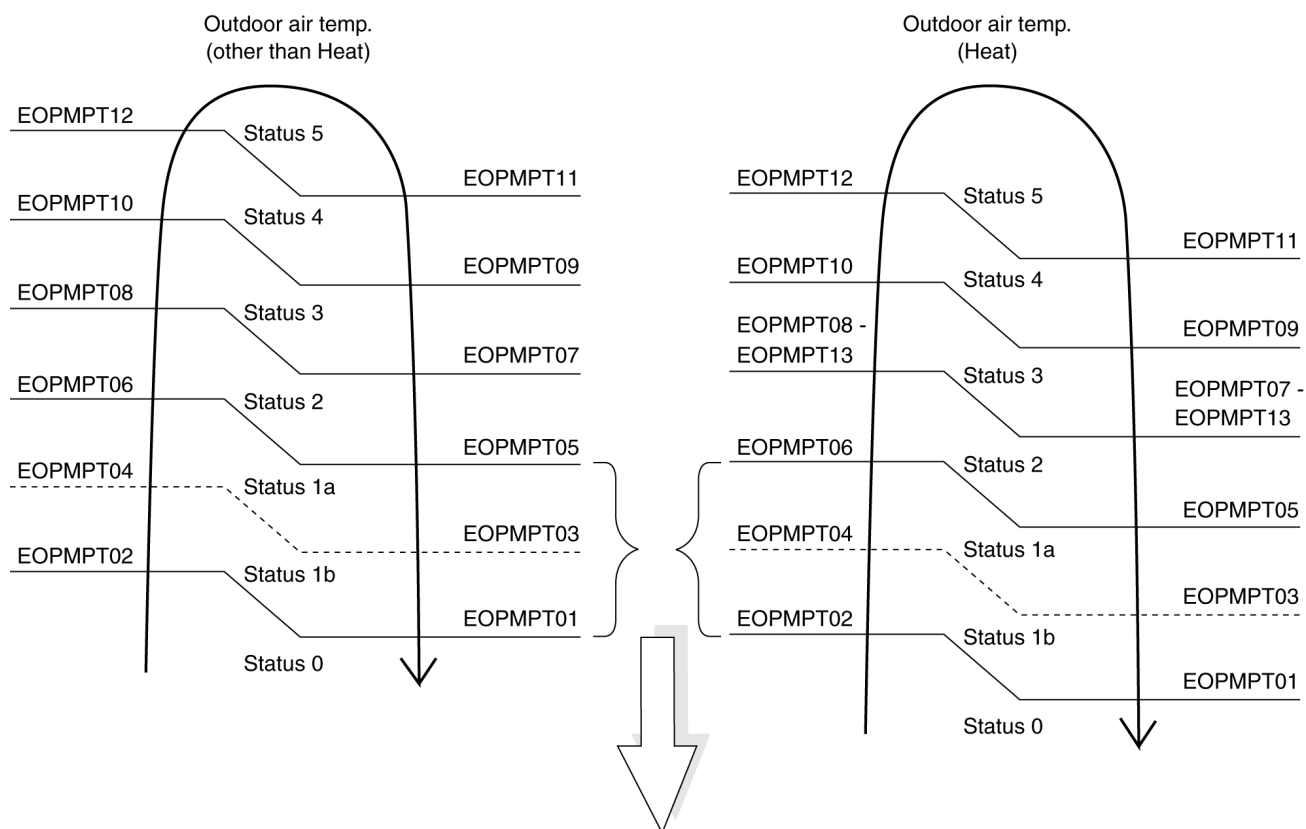 Outdoor air temp.
(other than Heat)
EOPMPT12
Status 5
EOPMPT11
EOPMPT10
Status 4
EOPMPT09
EOPMPT08
Status 3
EOPMPT07
EOPMPT06
Status 2
EOPMPT05
EOPMPT04
Status 1a
EOPMPT03
EOPMPT02
Status 1b
EOPMPT01
Status 0
Outdoor air temp.
(Heat)
EOPMPT12
Status 5
EOPMPT11
EOPMPT10
Status 4
EOPMPT09
EOPMPT08 -
EOPMPT13
Status 3
EOPMPT07 -
EOPMPT13
EOPMPT06
Status 2
EOPMPT05
EOPMPT04
Status 1a
EOPMPT03
EOPMPT02
Status 1b
EOPMPT01
Status 0